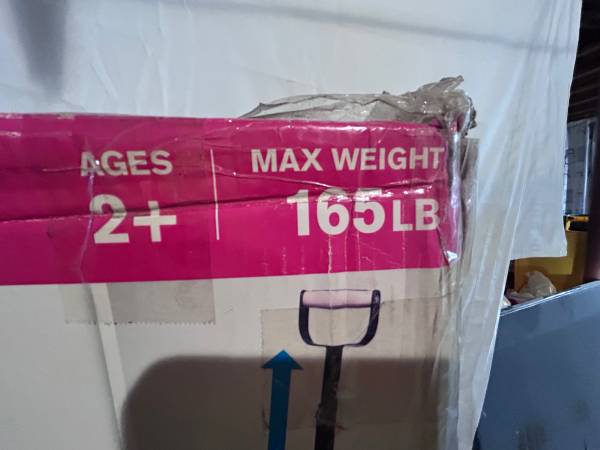 AGES
2+
MAX WEIGHT
165LB